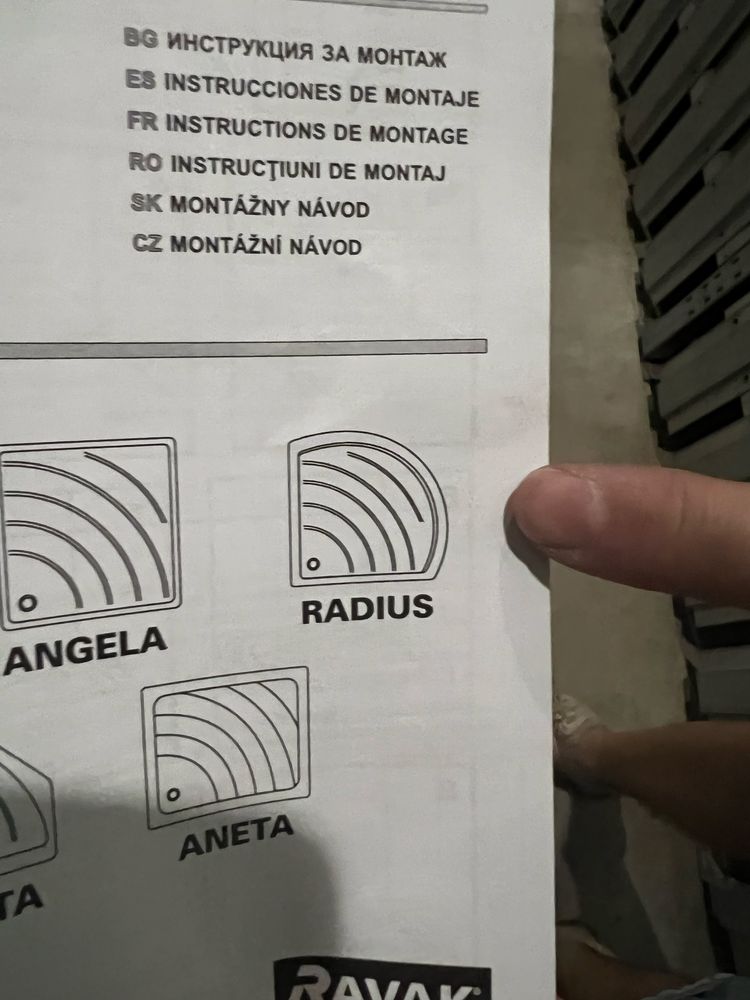 BG ИНСТРУКЦИЯ ЗА МОНТАЖ
ES INSTRUCCIONES DE MONTAJE
FR INSTRUCTIONS DE MONTAGE
RO INSTRUCŢIUNI DE MONTAJ
SK MONTÁŽNY NÁVOD
CZ MONTÁŽNÍ NÁVOD
ANGELA
RADIUS
ANETA
TA
RAVAK